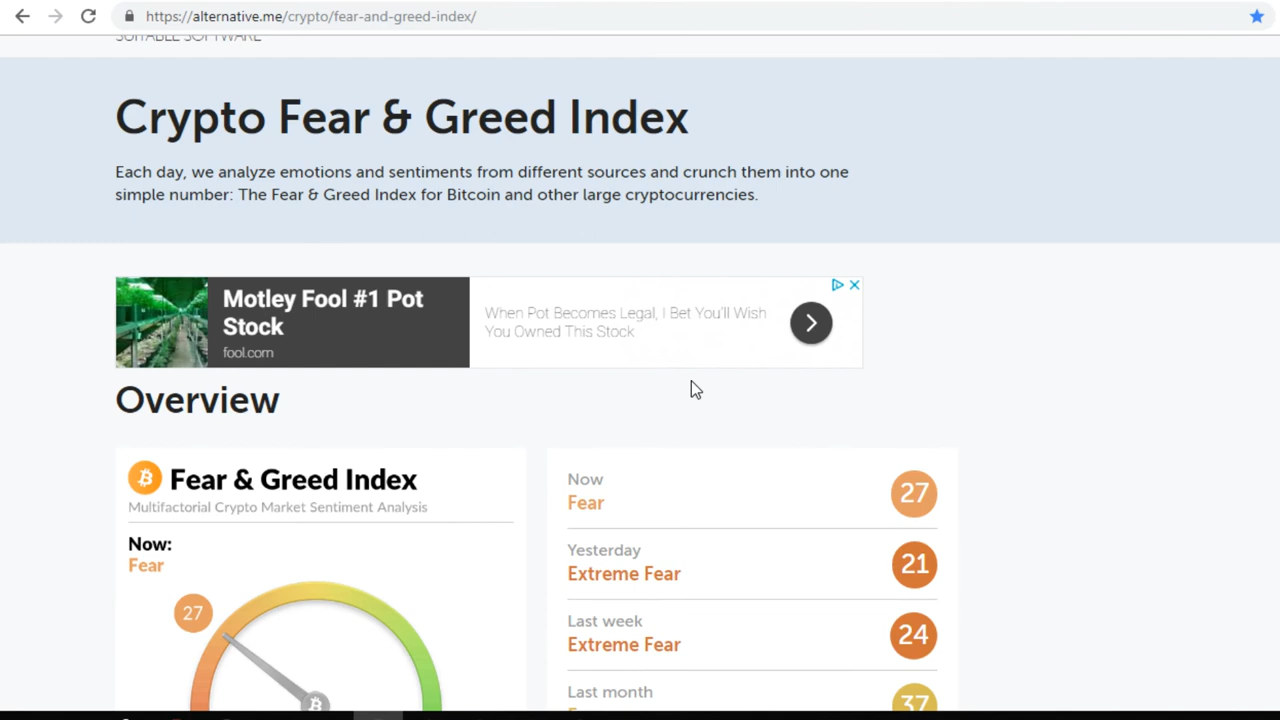 https://alternative.me/crypto/fear-and-greed-index/
SUITABLE SOFTWARE
Crypto Fear & Greed Index
Each day, we analyze emotions and sentiments from different sources and crunch them into one
simple number: The Fear & Greed Index for Bitcoin and other large cryptocurrencies.
Motley Fool #1 Pot
Stock
fool.com
When Pot Becomes Legal, I Bet You'll Wish
You Owned This Stock
Overview
Fear & Greed Index
Multifactorial Crypto Market Sentiment Analysis
Now:
Fear
27
Now
Fear
27
Yesterday
Extreme Fear
21
Last week
Extreme Fear
24
Last month
37